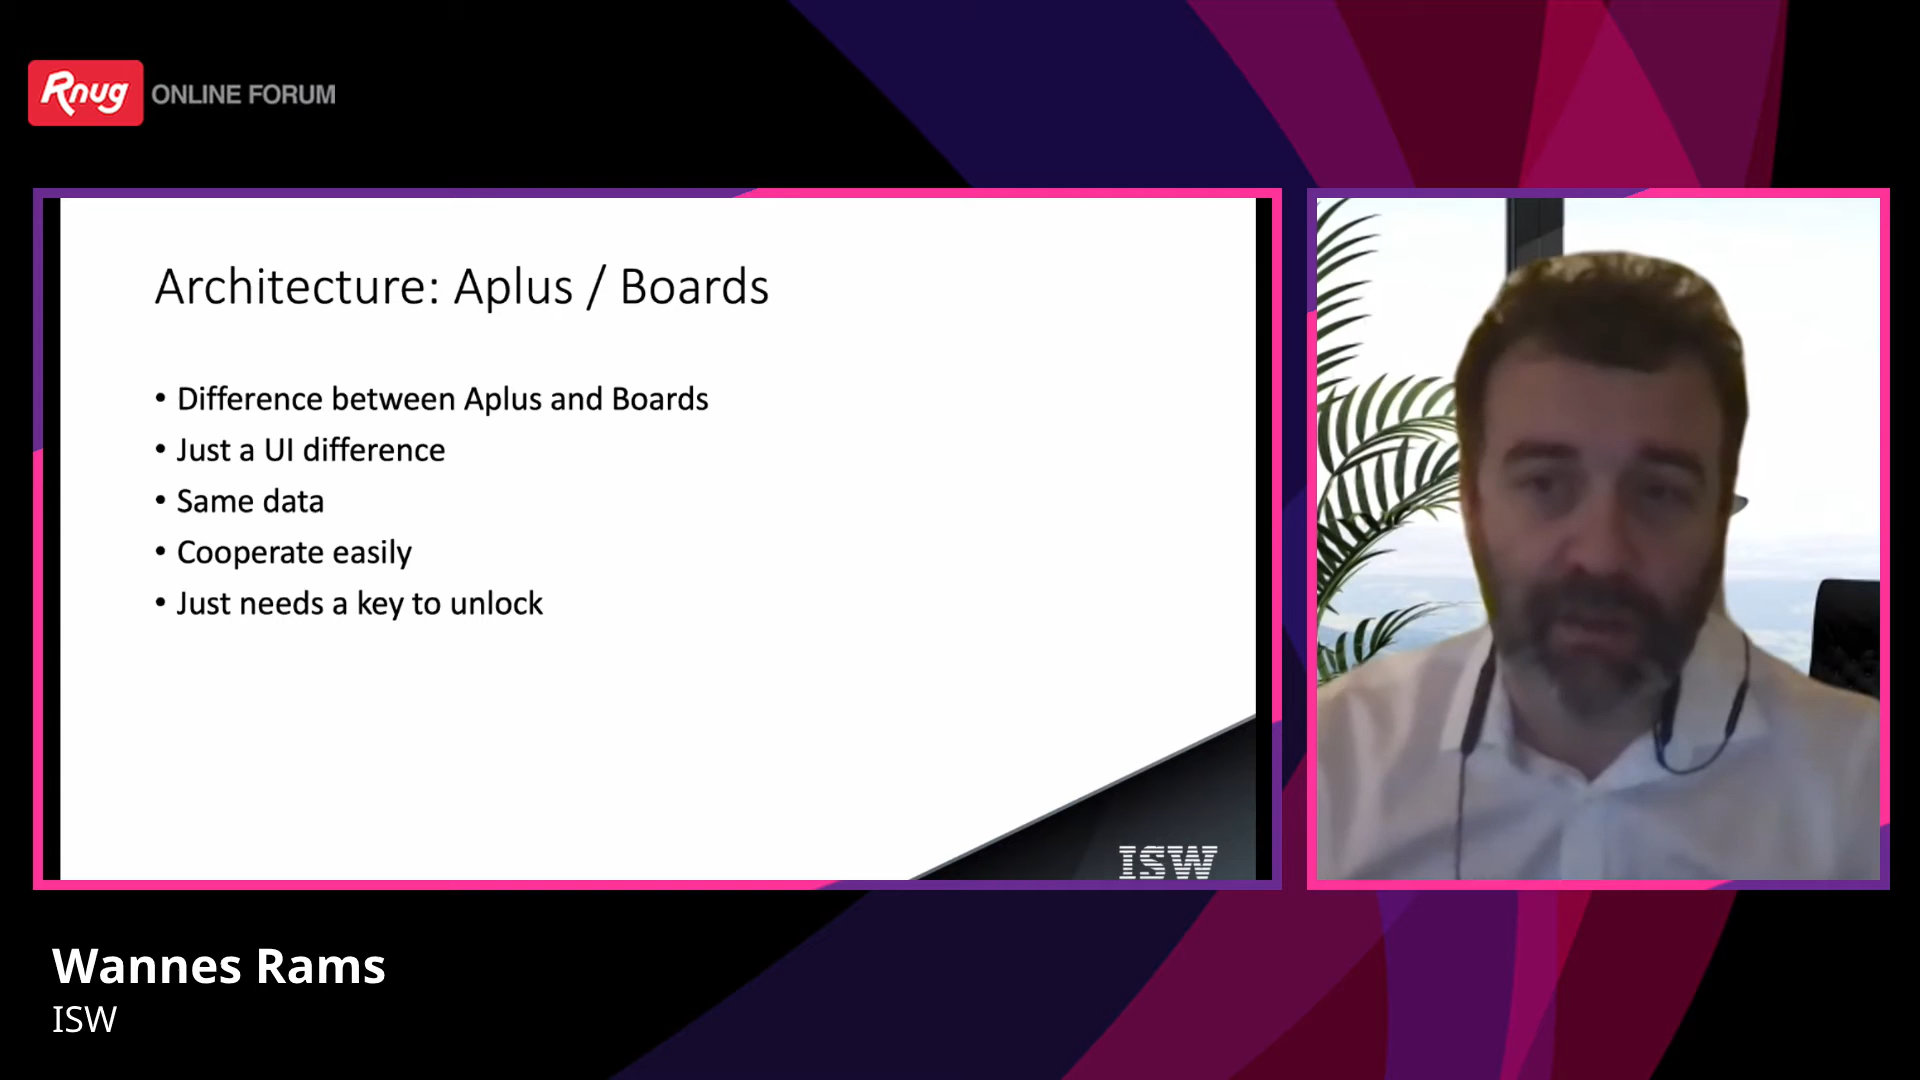 Rnug ONLINE FORUM
Architecture: Aplus / Boards
• Difference between Aplus and Boards
• Just a UI difference
• Same data
• Cooperate easily
• Just needs a key to unlock
ISW
Wannes Rams
ISW